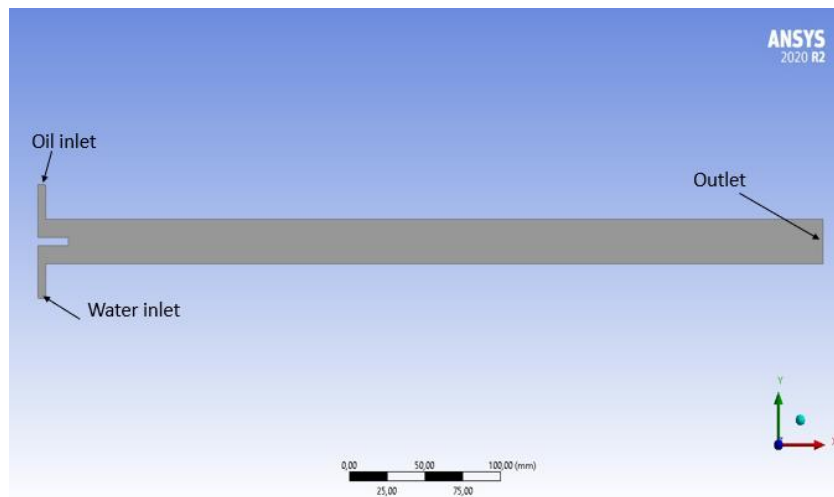 ANSYS
2020 R2
Oil inlet
Outlet
Water inlet
Y
X
0,00 50,00 100,00 (mm)
25,00 75,00